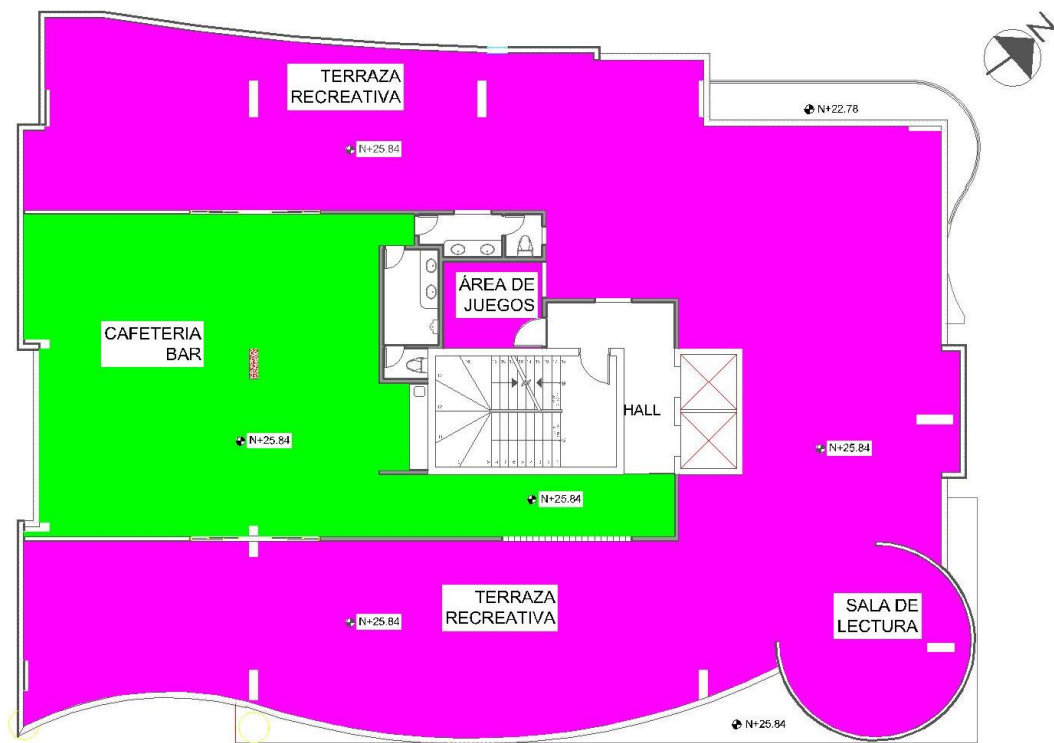 N
TERRAZA
RECREATIVA
N+22.78
N+25.84
ÁREA DE
JUEGOS
CAFETERIA
BAR
HALL
N+25.84
N+25.84
N+25.84
TERRAZA
RECREATIVA
SALA DE
LECTURA
N+25.84
N+25.84